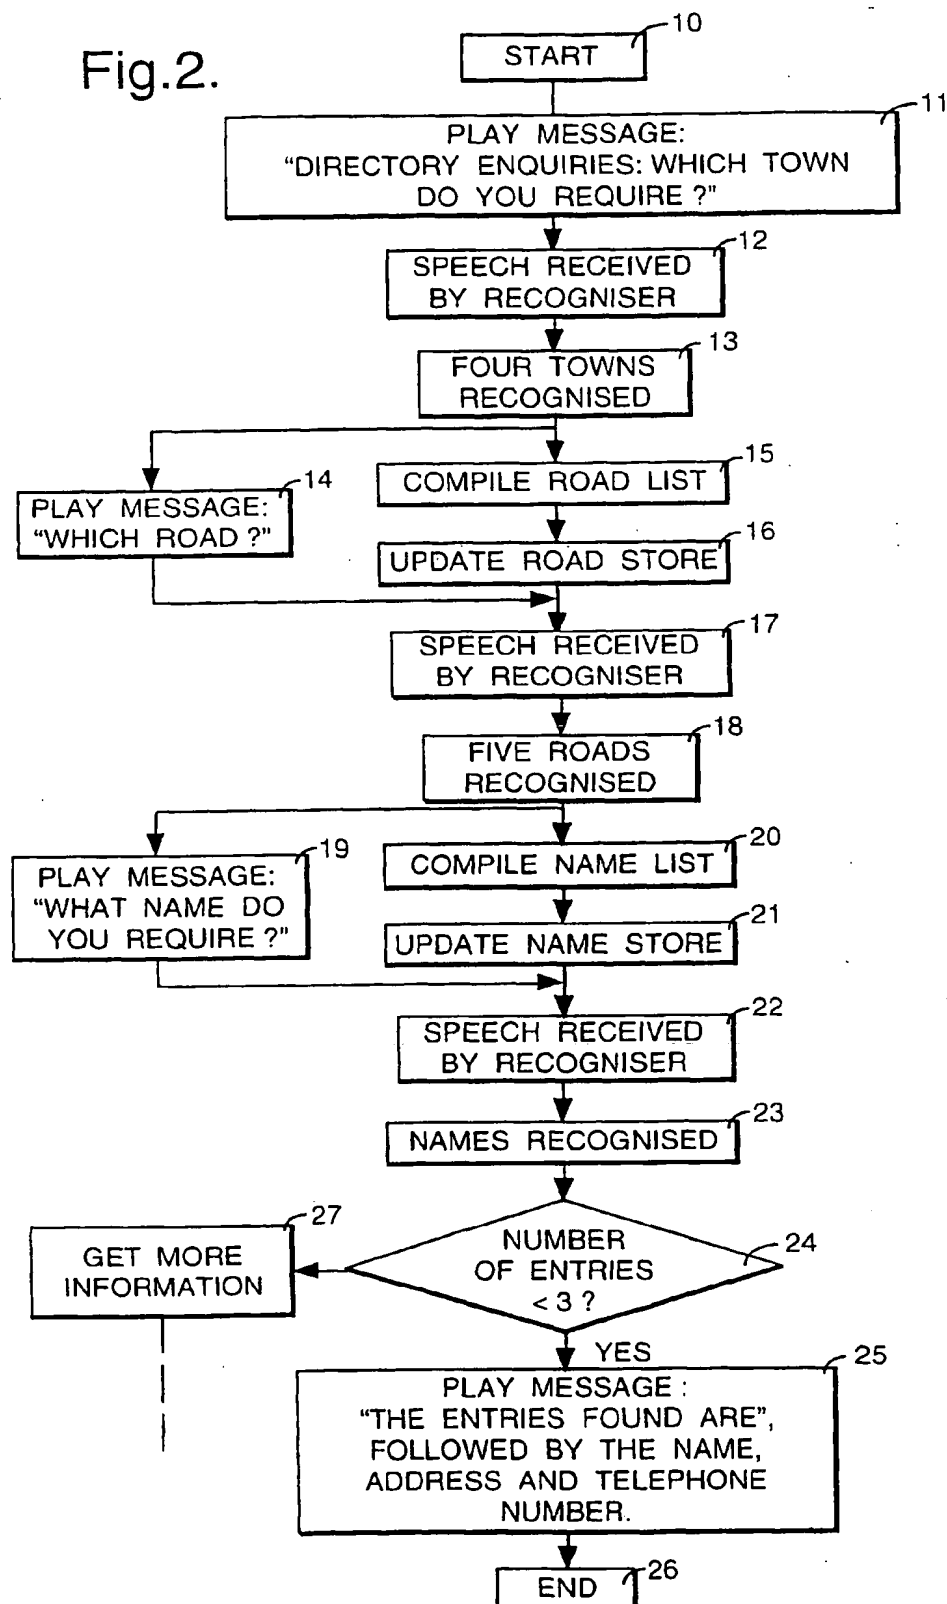 Fig.2.
10
START
11
PLAY MESSAGE:
"DIRECTORY ENQUIRIES: WHICH TOWN
DO YOU REQUIRE?"
12
SPEECH RECEIVED
BY RECOGNISER
13
FOUR TOWNS
RECOGNISED
14
PLAY MESSAGE:
"WHICH ROAD?"
15
COMPILE ROAD LIST
16
UPDATE ROAD STORE
17
SPEECH RECEIVED
BY RECOGNISER
18
FIVE ROADS
RECOGNISED
19
PLAY MESSAGE:
"WHAT NAME DO
YOU REQUIRE?"
20
COMPILE NAME LIST
21
UPDATE NAME STORE
22
SPEECH RECEIVED
BY RECOGNISER
23
NAMES RECOGNISED
24
NUMBER
OF ENTRIES
< 3 ?
27
GET MORE
INFORMATION
YES
25
PLAY MESSAGE :
"THE ENTRIES FOUND ARE",
FOLLOWED BY THE NAME,
ADDRESS AND TELEPHONE
NUMBER.
26
END